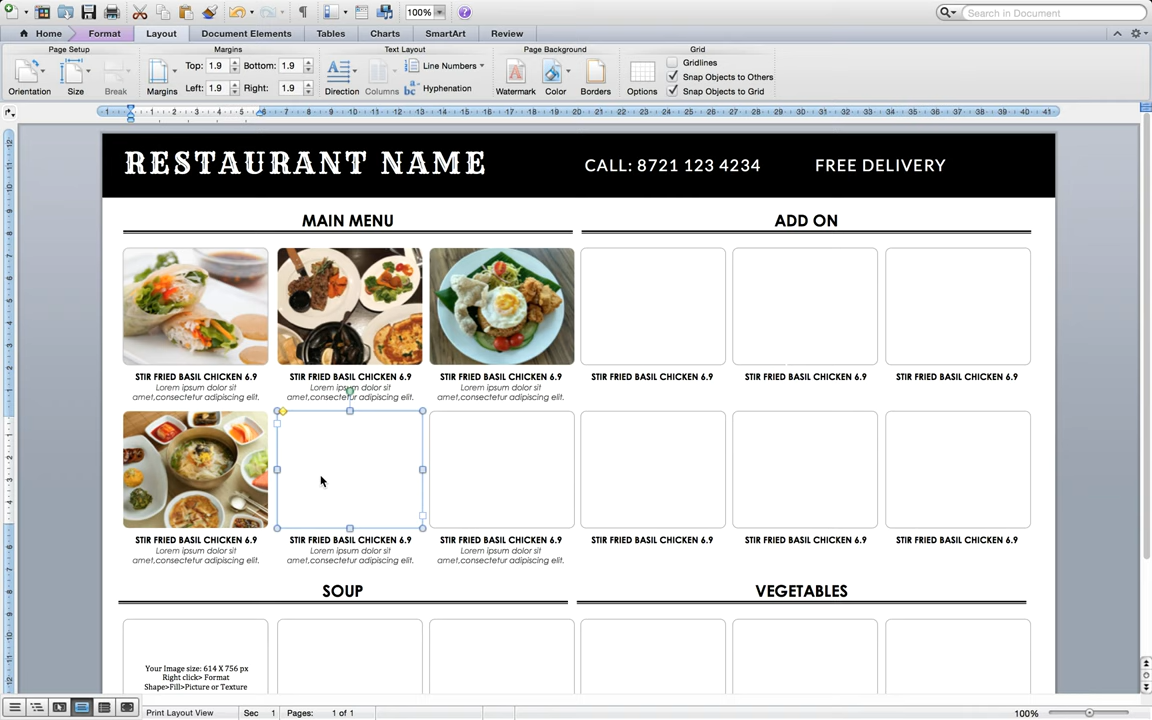 100%
Search in Document
Home
Format
Layout
Document Elements
Tables
Charts
SmartArt
Review
Page Setup
Margins
Text Layout
Page Background
Grid
Orientation
Size
Break
Margins
Top: 1.9
Bottom: 1.9
Left: 1.9
Right: 1.9
Direction
Columns
Line Numbers
Hyphenation
Watermark
Color
Borders
Options
Gridlines
Snap Objects to Others
Snap Objects to Grid
RESTAURANT NAME
CALL: 8721 123 4234
FREE DELIVERY
MAIN MENU
ADD ON
STIR FRIED BASIL CHICKEN 6.9
Lorem ipsum dolor sit
amet,consectetur adipiscing elit.
STIR FRIED BASIL CHICKEN 6.9
Lorem ipsum dolor sit
amet,consectetur adipiscing elit.
STIR FRIED BASIL CHICKEN 6.9
Lorem ipsum dolor sit
amet,consectetur adipiscing elit.
STIR FRIED BASIL CHICKEN 6.9
STIR FRIED BASIL CHICKEN 6.9
STIR FRIED BASIL CHICKEN 6.9
STIR FRIED BASIL CHICKEN 6.9
Lorem ipsum dolor sit
amet,consectetur adipiscing elit.
STIR FRIED BASIL CHICKEN 6.9
Lorem ipsum dolor sit
amet,consectetur adipiscing elit.
STIR FRIED BASIL CHICKEN 6.9
Lorem ipsum dolor sit
amet,consectetur adipiscing elit.
STIR FRIED BASIL CHICKEN 6.9
STIR FRIED BASIL CHICKEN 6.9
STIR FRIED BASIL CHICKEN 6.9
SOUP
VEGETABLES
Your Image size: 614 X 756 px
Right click> Format
Shape>Fill>Picture or Texture
Print Layout View
Sec 1
Pages: 1 of 1
100%